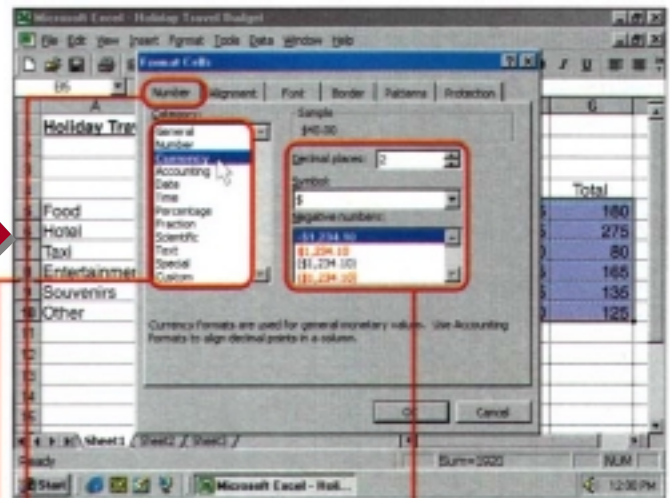 Microsoft Excel - Holiday Travel Budget
File Edit View Insert Format Tools Data Window Help
Format Cells
B5
Number Alignment Font Border Patterns Protection
A G
Holiday Tra
Category:
General
Number
Currency
Accounting
Date
Time
Percentage
Fraction
Scientific
Text
Special
Custom
Sample
$40.00
Decimal places: 2
Symbol:
$
Negative numbers:
-$1,234.10
$1,234.10
($1,234.10)
($1,234.10)
Total
Food 160
Hotel 275
Taxi 80
Entertainmen 165
Souvenirs 135
Other 125
Currency formats are used for general monetary values. Use Accounting
formats to align decimal points in a column.
OK Cancel
Sheet1 Sheet2 Sheet3
Ready Sum=1920 NUM
Start Microsoft Excel - Holi... 12:30 PM